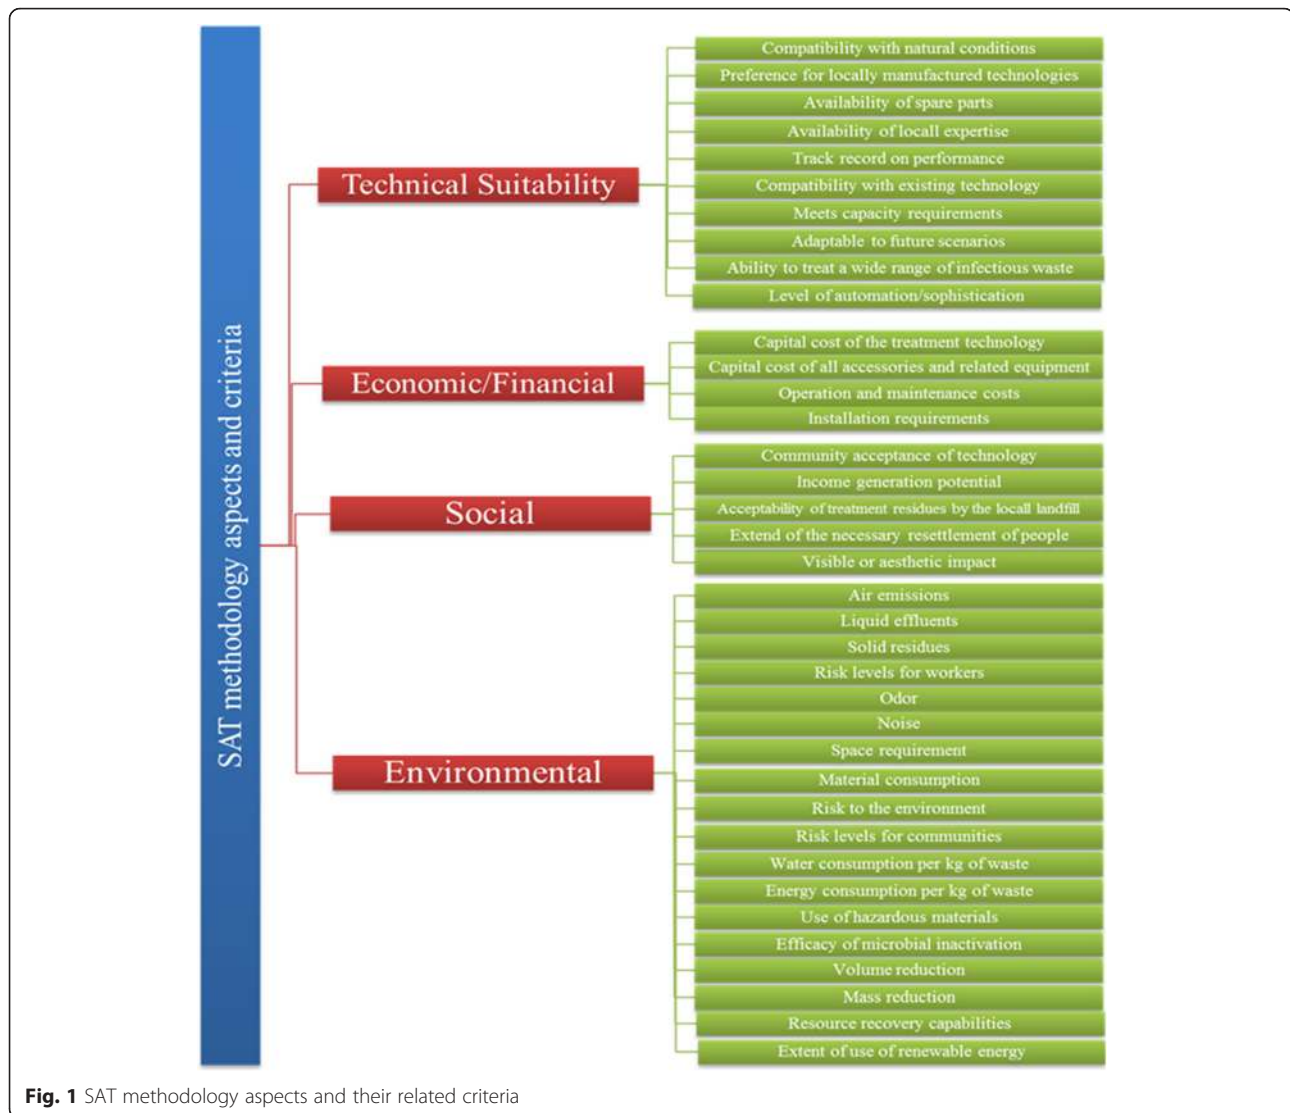 SAT methodology aspects and criteria
Technical Suitability
Compatibility with natural conditions
Preference for locally manufactured technologies
Availability of spare parts
Availability of locall expertise
Track record on performance
Compatibility with existing technology
Meets capacity requirements
Adaptable to future scenarios
Ability to treat a wide range of infectious waste
Level of automation/sophistication
Economic/Financial
Capital cost of the treatment technology
Capital cost of all accessories and related equipment
Operation and maintenance costs
Installation requirements
Social
Community acceptance of technology
Income generation potential
Acceptability of treatment residues by the locall landfill
Extend of the necessary resettlement of people
Visible or aesthetic impact
Environmental
Air emissions
Liquid effluents
Solid residues
Risk levels for workers
Odor
Noise
Space requirement
Material consumption
Risk to the environment
Risk levels for communities
Water consumption per kg of waste
Energy consumption per kg of waste
Use of hazardous materials
Efficacy of microbial inactivation
Volume reduction
Mass reduction
Resource recovery capabilities
Extent of use of renewable energy
Fig. 1 SAT methodology aspects and their related criteria